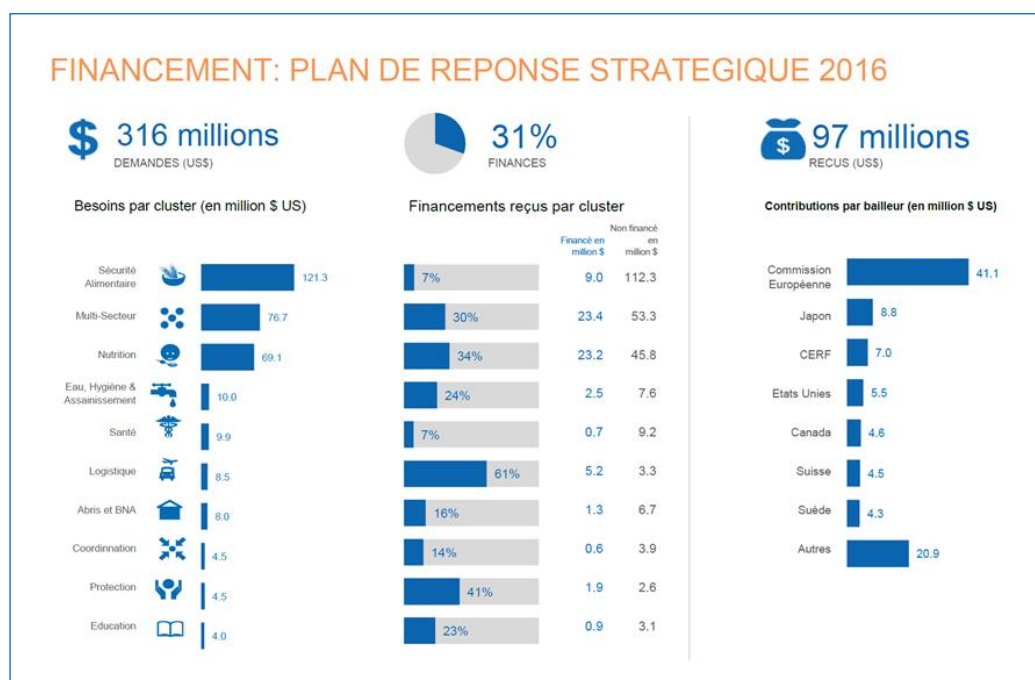 FINANCEMENT: PLAN DE REPONSE STRATEGIQUE 2016
$ 316 millions
DEMANDES (US$)
31%
FINANCES
$ 97 millions
RECUS (US$)
Besoins par cluster (en million $ US)
Sécurité
Alimentaire
121.3
Multi-Secteur
76.7
Nutrition
69.1
Eau, Hygiène &
Assainissement
10.0
Santé
9.9
Logistique
8.5
Abris et BNA
8.0
Coordinnation
4.5
Protection
4.5
Education
4.0
Financements reçus par cluster
Financé en
million $
Non financé
en
million $
7% 9.0 112.3
30% 23.4 53.3
34% 23.2 45.8
24% 2.5 7.6
7% 0.7 9.2
61% 5.2 3.3
16% 1.3 6.7
14% 0.6 3.9
41% 1.9 2.6
23% 0.9 3.1
Contributions par bailleur (en million $ US)
Commission
Européenne
41.1
Japon
8.8
CERF
7.0
Etats Unies
5.5
Canada
4.6
Suisse
4.5
Suède
4.3
Autres
20.9